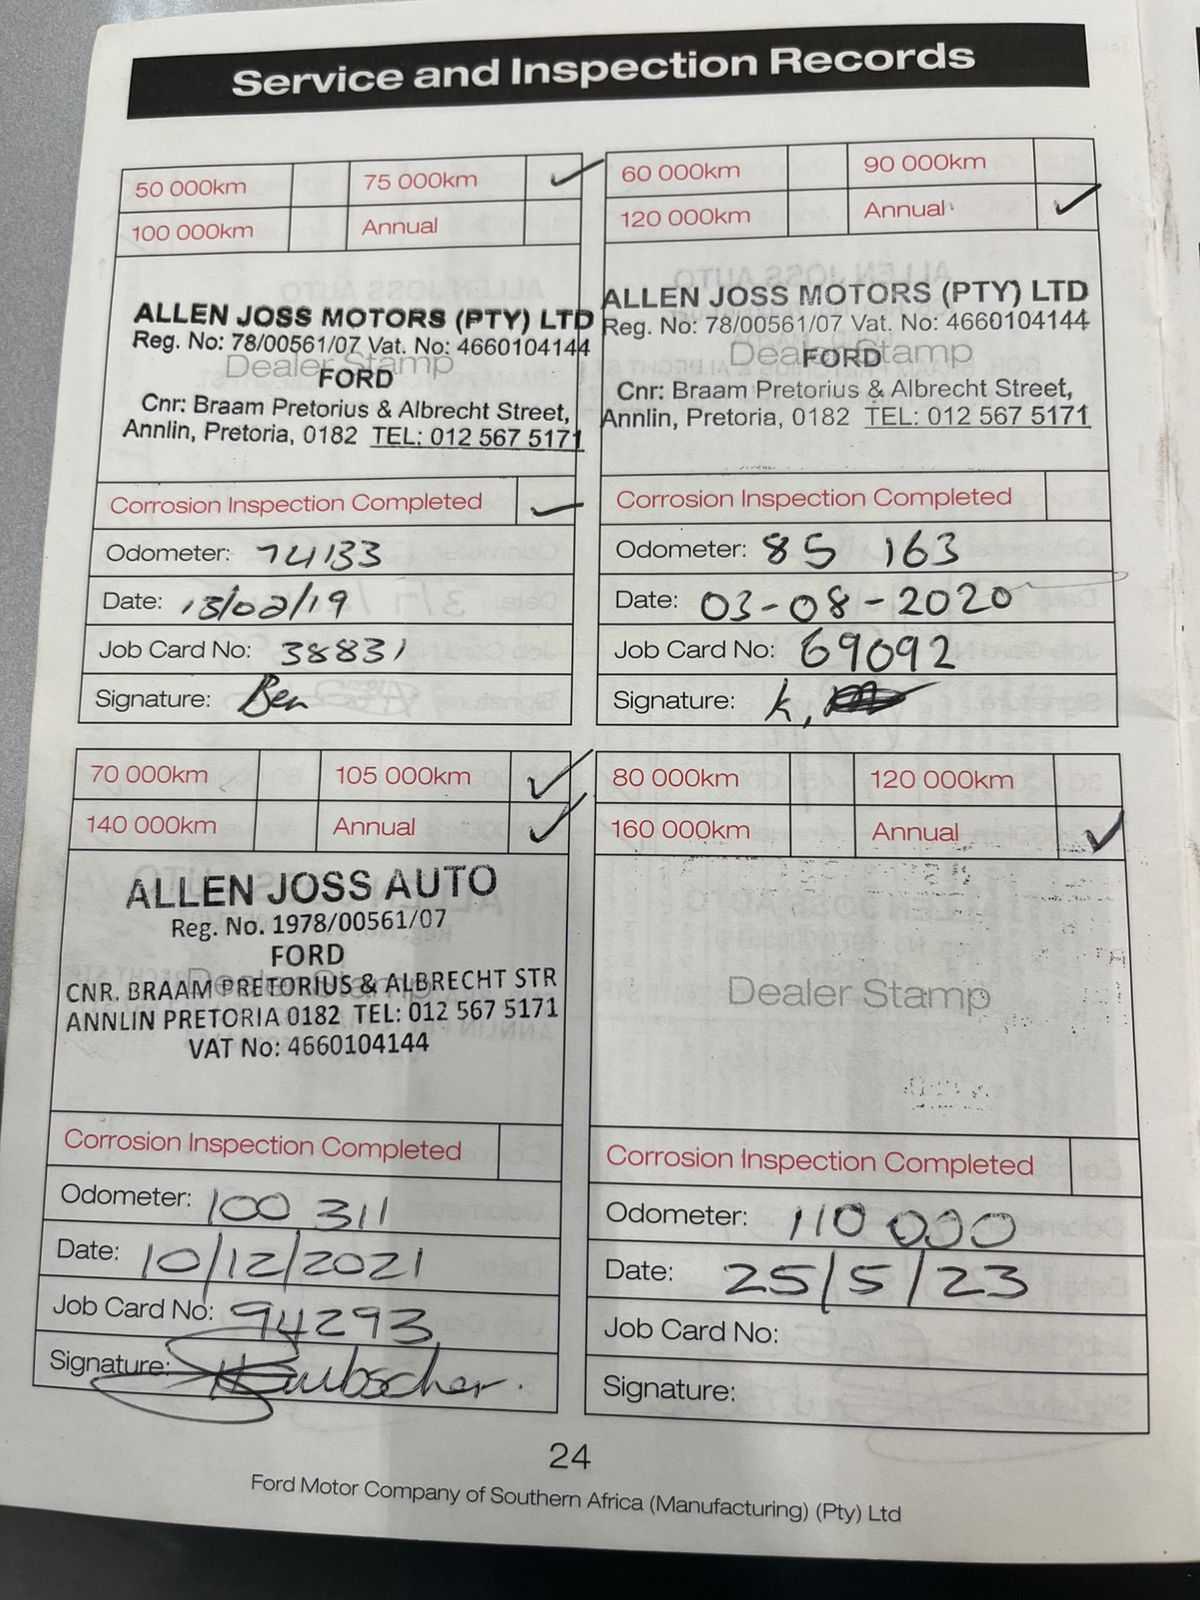 Service and Inspection Records
50 000km 75 000km ✓
100 000km Annual
ALLEN JOSS MOTORS (PTY) LTD
Reg. No: 78/00561/07 Vat. No: 4660104144
Dealer Stamp
FORD
Cnr: Braam Pretorius & Albrecht Street,
Annlin, Pretoria, 0182 TEL: 012 567 5171
Corrosion Inspection Completed ✓
Odometer: 74133
Date: 13/02/19
Job Card No: 38831
Signature: Ben
60 000km 90 000km
120 000km Annual ✓
ALLEN JOSS MOTORS (PTY) LTD
Reg. No: 78/00561/07 Vat. No: 4660104144
Dealer Stamp
FORD
Cnr: Braam Pretorius & Albrecht Street,
Annlin, Pretoria, 0182 TEL: 012 567 5171
Corrosion Inspection Completed
Odometer: 85 163
Date: 03-08-2020
Job Card No: 69092
Signature: K.
70 000km 105 000km ✓
140 000km Annual ✓
ALLEN JOSS AUTO
Reg. No. 1978/00561/07
FORD
Dealer Stamp
CNR. BRAAM PRETORIUS & ALBRECHT STR
ANNLIN PRETORIA 0182 TEL: 012 567 5171
VAT No: 4660104144
Corrosion Inspection Completed
Odometer: 100 311
Date: 10/12/2021
Job Card No: 94293
Signature:
80 000km 120 000km
160 000km Annual ✓
Dealer Stamp
Corrosion Inspection Completed
Odometer: 110 000
Date: 25/5/23
Job Card No:
Signature:
24
Ford Motor Company of Southern Africa (Manufacturing) (Pty) Ltd